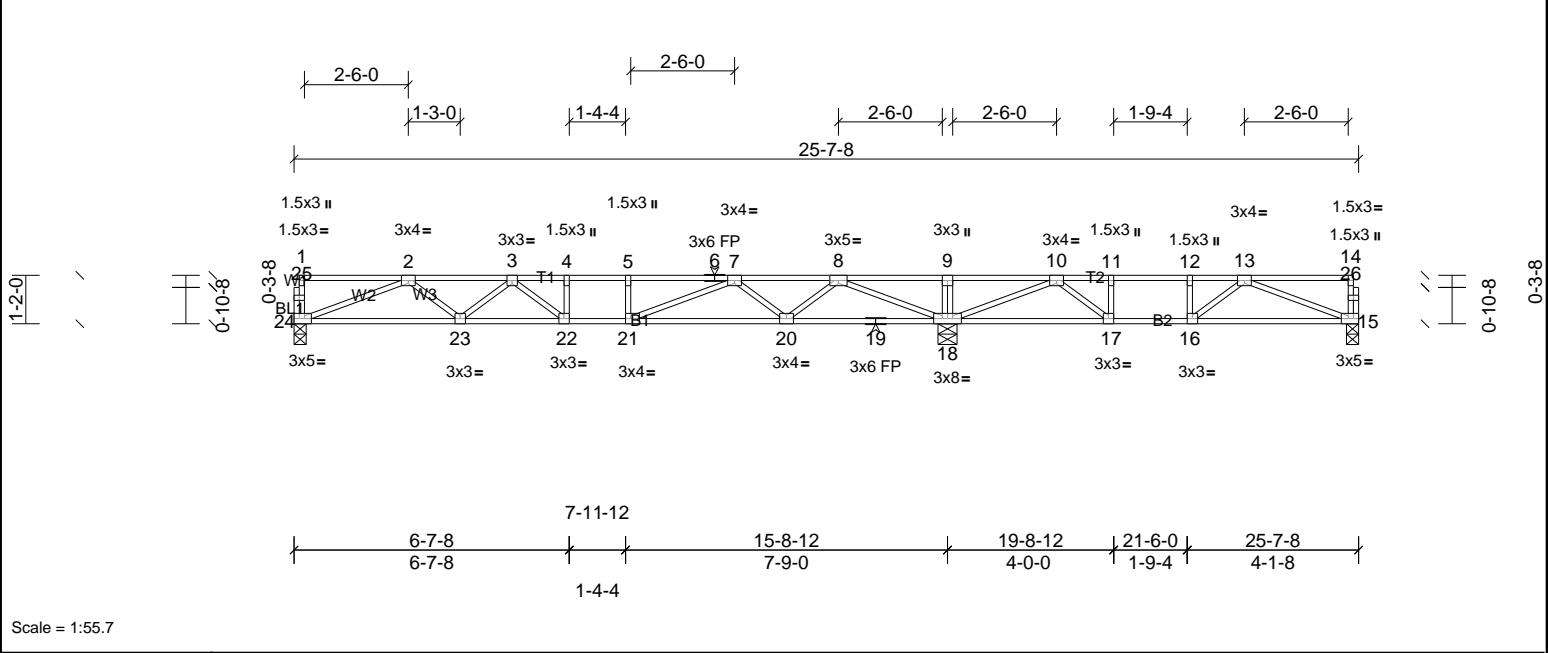 2-6-0
2-6-0
1-3-0 1-4-4 2-6-0 2-6-0 1-9-4 2-6-0
25-7-8
1.5x3 II 1.5x3 II 3x4= 3x4= 1.5x3=
1.5x3= 3x4= 3x3= 1.5x3 II 3x6 FP 3x5= 3x3 II 3x4= 1.5x3 II 1.5x3 II 1.5x3 II
1 2 3 4 5 6 7 8 9 10 11 12 13 14
25 T1 T2 26
W2 W3
BL1
24 B1 B2 15
23 22 21 20 19 18 17 16
3x5= 3x3= 3x3= 3x4= 3x4= 3x6 FP 3x8= 3x3= 3x3= 3x5=
1-2-0
0-10-8
0-3-8
0-10-8
0-3-8
7-11-12
6-7-8 15-8-12 19-8-12 21-6-0 25-7-8
6-7-8 7-9-0 4-0-0 1-9-4 4-1-8
1-4-4
Scale = 1:55.7